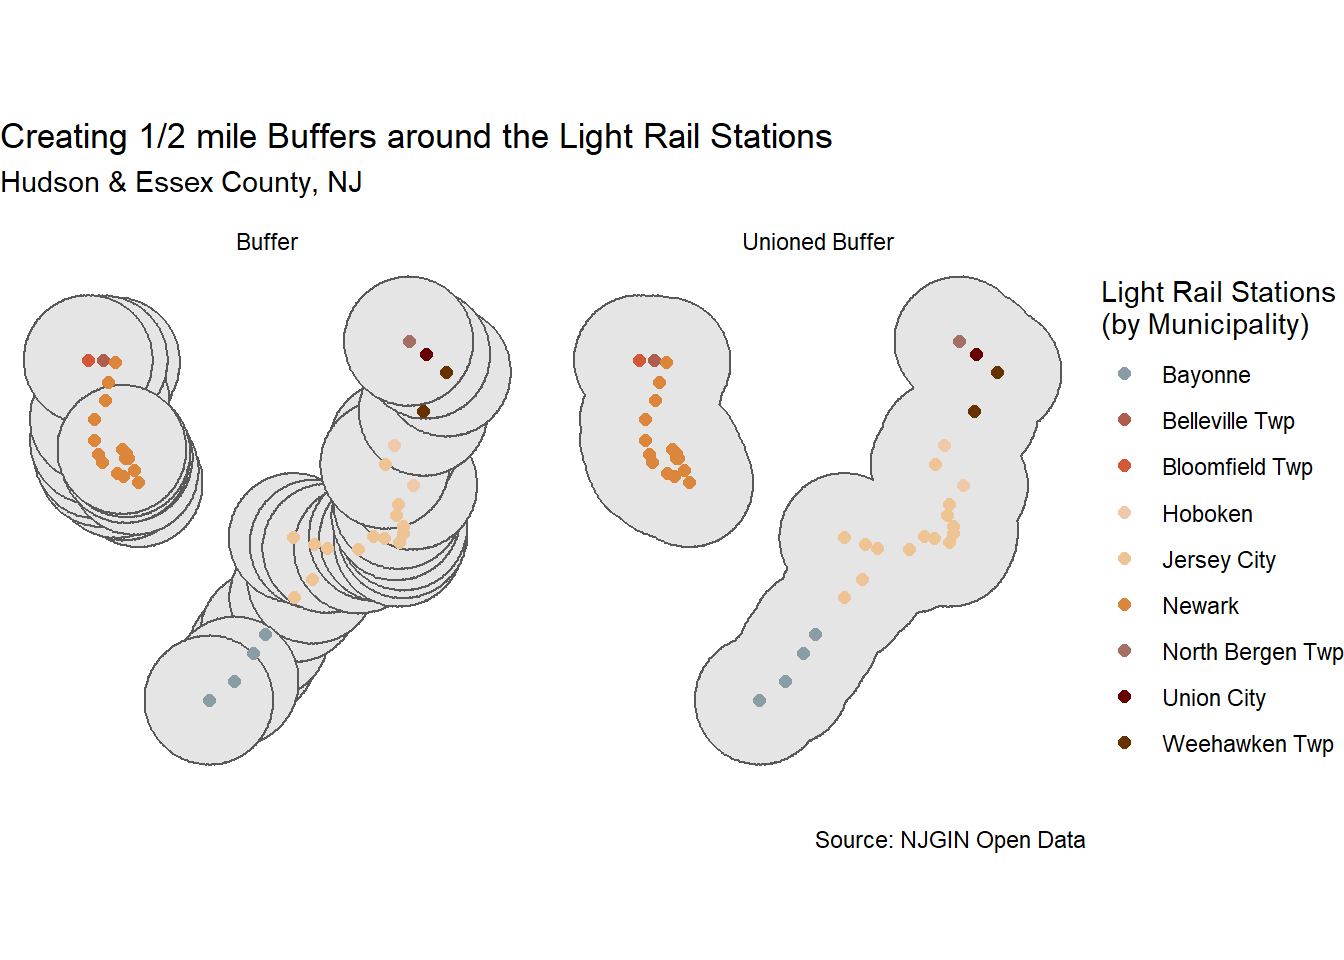 Creating 1/2 mile Buffers around the Light Rail Stations
Hudson & Essex County, NJ
Buffer
Unioned Buffer
Light Rail Stations
(by Municipality)
Bayonne
Belleville Twp
Bloomfield Twp
Hoboken
Jersey City
Newark
North Bergen Twp
Union City
Weehawken Twp
Source: NJGIN Open Data